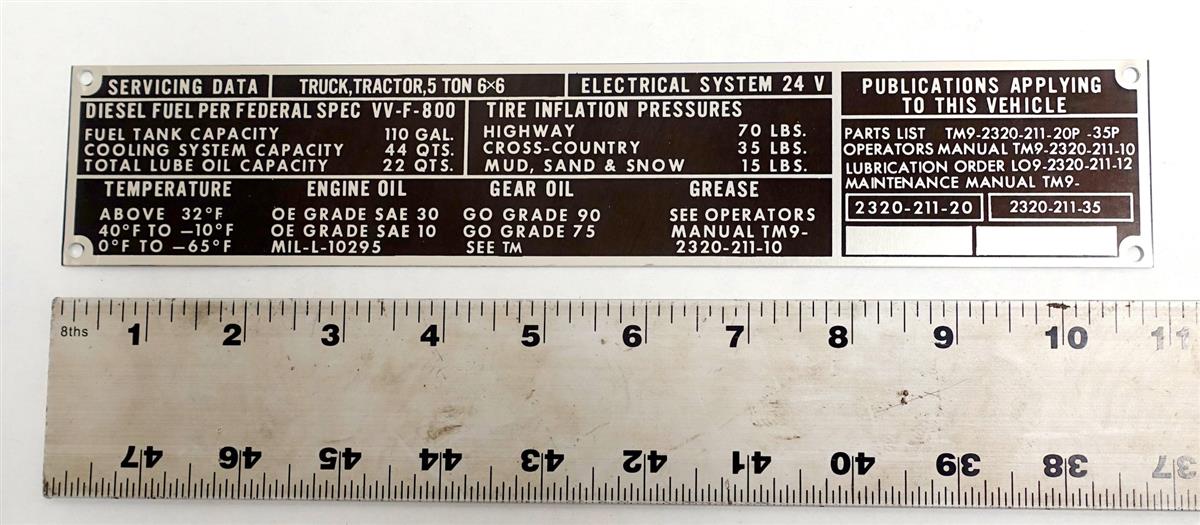 SERVICING DATA
TRUCK,TRACTOR,5 TON 6×6
ELECTRICAL SYSTEM 24 V
DIESEL FUEL PER FEDERAL SPEC VV-F-800
FUEL TANK CAPACITY 110 GAL.
COOLING SYSTEM CAPACITY 44 QTS.
TOTAL LUBE OIL CAPACITY 22 QTS.
TIRE INFLATION PRESSURES
HIGHWAY 70 LBS.
CROSS-COUNTRY 35 LBS.
MUD, SAND & SNOW 15 LBS.
TEMPERATURE ENGINE OIL GEAR OIL GREASE
ABOVE 32°F OE GRADE SAE 30 GO GRADE 90 SEE OPERATORS
40°F TO –10°F OE GRADE SAE 10 GO GRADE 75 MANUAL TM9-
0°F TO –65°F MIL-L-10295 SEE TM 2320-211-10
PUBLICATIONS APPLYING
TO THIS VEHICLE
PARTS LIST TM9-2320-211-20P -35P
OPERATORS MANUAL TM9-2320-211-10
LUBRICATION ORDER LO9-2320-211-12
MAINTENANCE MANUAL TM9-
2320-211-20 2320-211-35
8ths 1 2 3 4 5 6 7 8 9 10 11
47 46 45 44 43 42 41 40 39 38 37